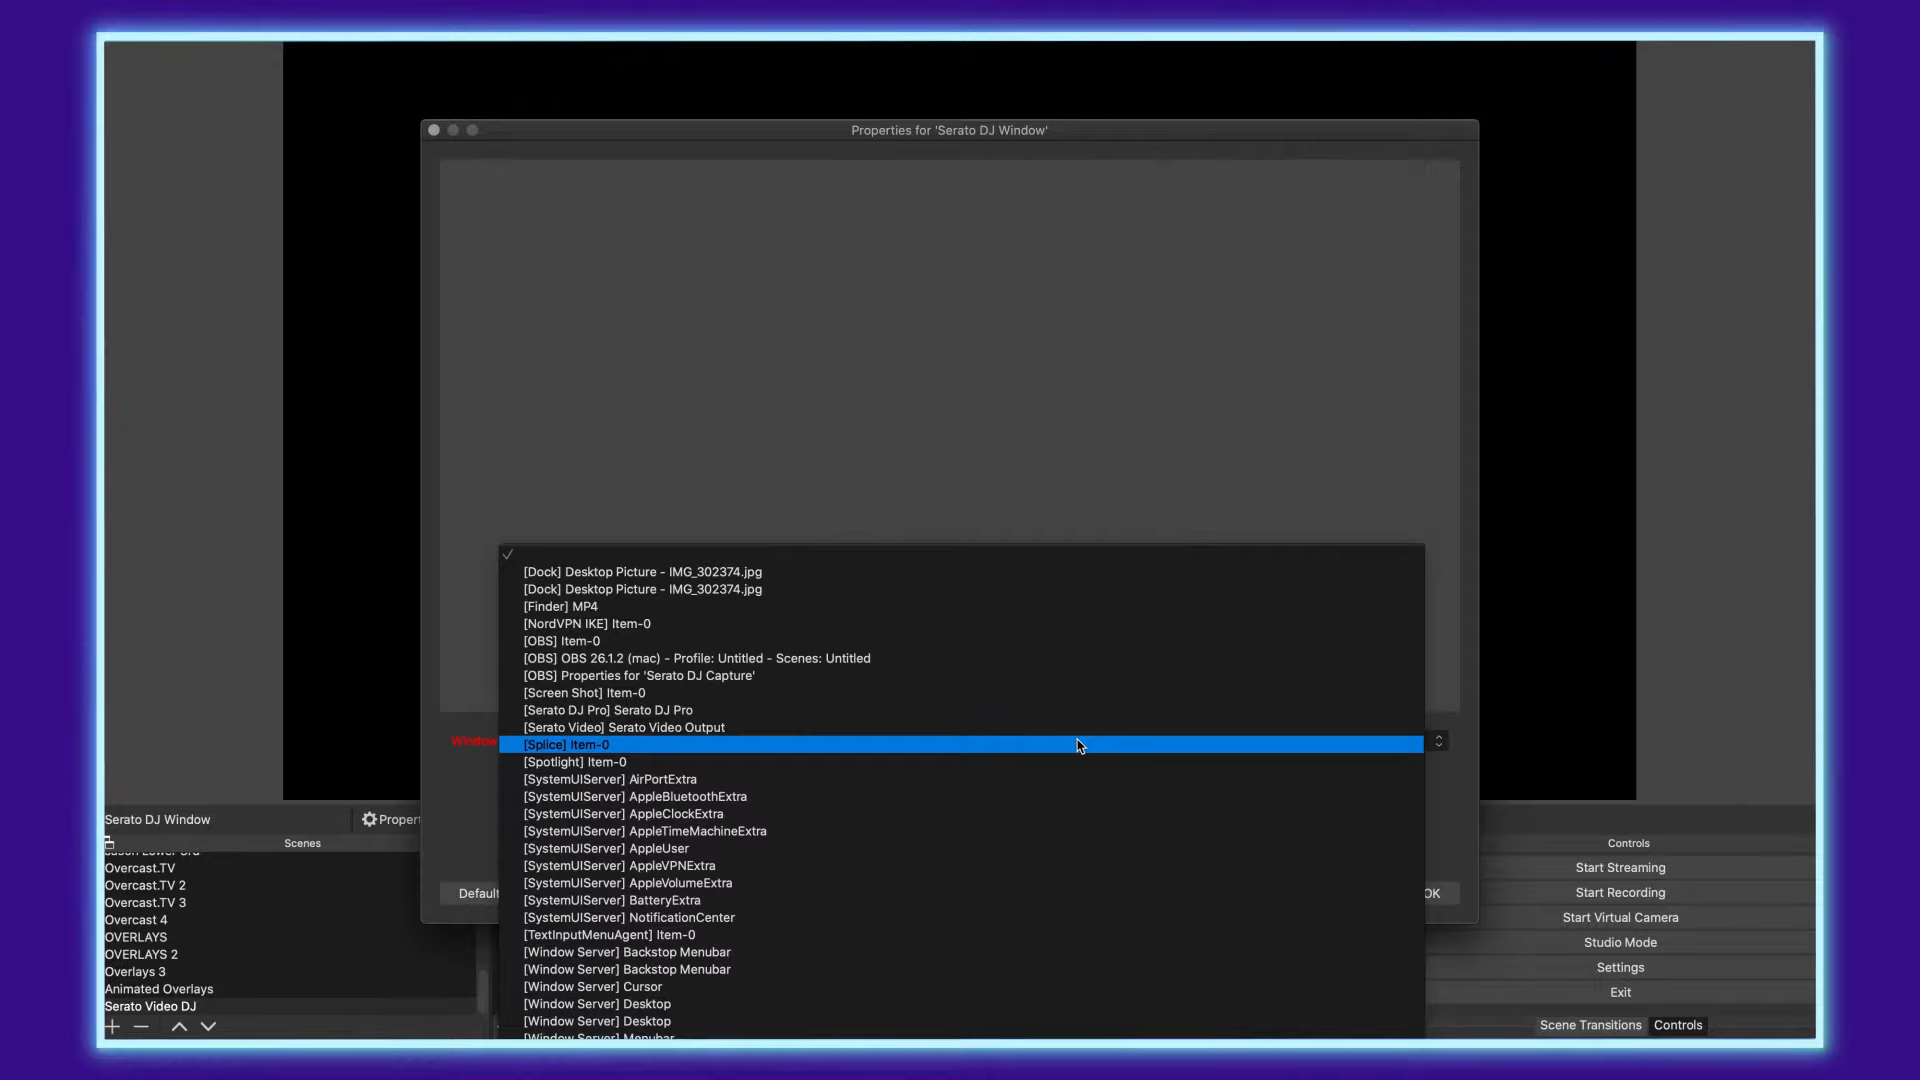 Properties for 'Serato DJ Window'
[Dock] Desktop Picture - IMG_302374.jpg
[Dock] Desktop Picture - IMG_302374.jpg
[Finder] MP4
[NordVPN IKE] Item-0
[OBS] Item-0
[OBS] OBS 26.1.2 (mac) - Profile: Untitled - Scenes: Untitled
[OBS] Properties for 'Serato DJ Capture'
[Screen Shot] Item-0
[Serato DJ Pro] Serato DJ Pro
[Serato Video] Serato Video Output
Window
[Splice] Item-0
[Spotlight] Item-0
[SystemUIServer] AirPortExtra
[SystemUIServer] AppleBluetoothExtra
[SystemUIServer] AppleClockExtra
[SystemUIServer] AppleTimeMachineExtra
[SystemUIServer] AppleUser
[SystemUIServer] AppleVPNExtra
[SystemUIServer] AppleVolumeExtra
[SystemUIServer] BatteryExtra
[SystemUIServer] NotificationCenter
[TextInputMenuAgent] Item-0
[Window Server] Backstop Menubar
[Window Server] Backstop Menubar
[Window Server] Cursor
[Window Server] Desktop
[Window Server] Desktop
[Window Server] Menubar
Default
OK
Serato DJ Window
Propert
Scenes
Overcast.TV
Overcast.TV 2
Overcast.TV 3
Overcast 4
OVERLAYS
OVERLAYS 2
Overlays 3
Animated Overlays
Serato Video DJ
Controls
Start Streaming
Start Recording
Start Virtual Camera
Studio Mode
Settings
Exit
Scene Transitions
Controls